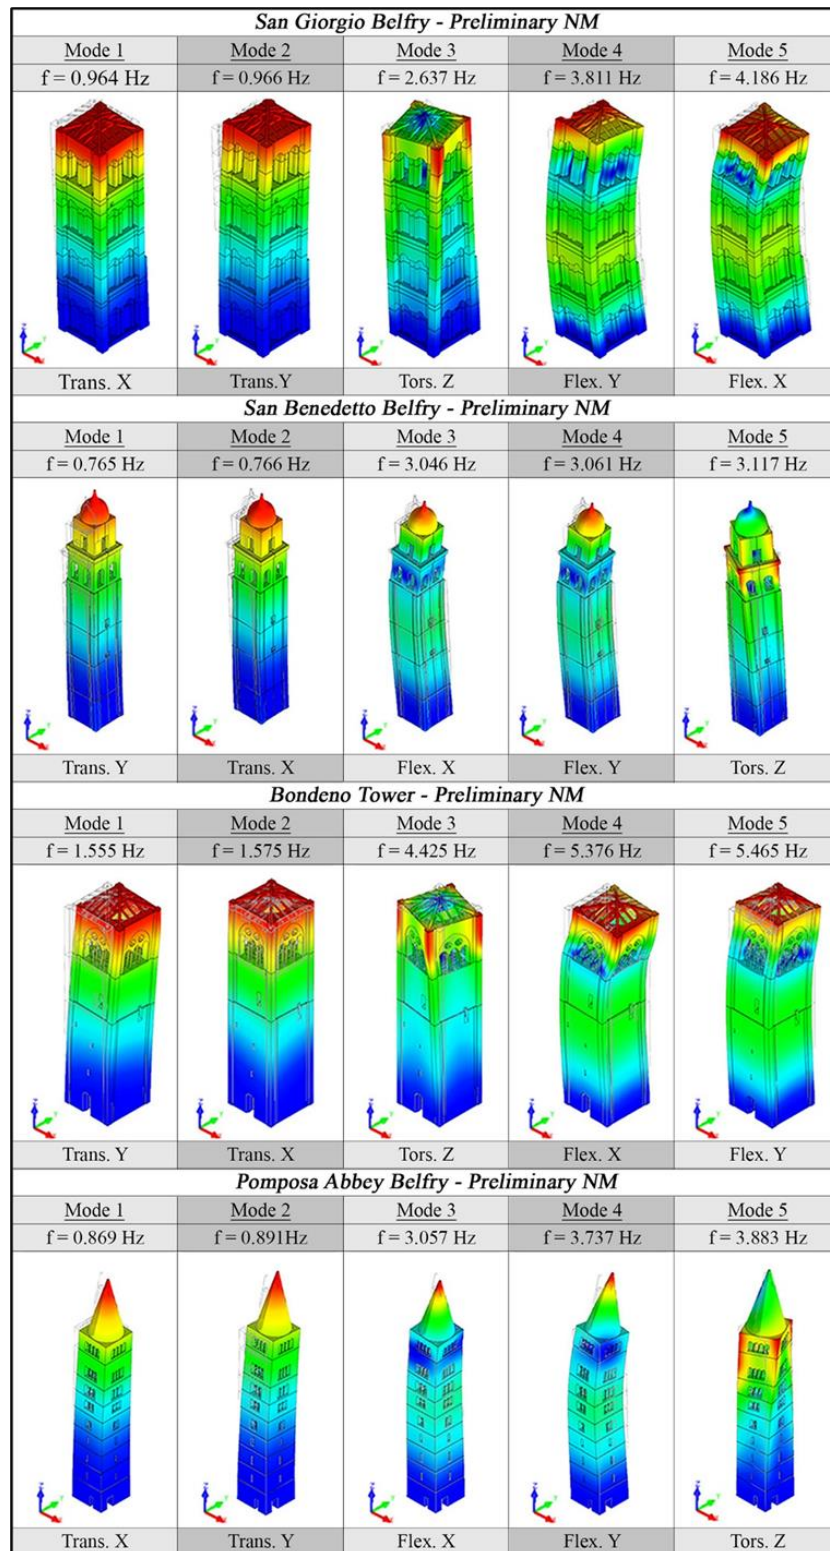 San Giorgio Belfry - Preliminary NM
Mode 1 Mode 2 Mode 3 Mode 4 Mode 5
f = 0.964 Hz f = 0.966 Hz f = 2.637 Hz f = 3.811 Hz f = 4.186 Hz
Trans. X Trans.Y Tors. Z Flex. Y Flex. X
San Benedetto Belfry - Preliminary NM
Mode 1 Mode 2 Mode 3 Mode 4 Mode 5
f = 0.765 Hz f = 0.766 Hz f = 3.046 Hz f = 3.061 Hz f = 3.117 Hz
Trans. Y Trans. X Flex. X Flex. Y Tors. Z
Bondeno Tower - Preliminary NM
Mode 1 Mode 2 Mode 3 Mode 4 Mode 5
f = 1.555 Hz f = 1.575 Hz f = 4.425 Hz f = 5.376 Hz f = 5.465 Hz
Trans. Y Trans. X Tors. Z Flex. X Flex. Y
Pomposa Abbey Belfry - Preliminary NM
Mode 1 Mode 2 Mode 3 Mode 4 Mode 5
f = 0.869 Hz f = 0.891Hz f = 3.057 Hz f = 3.737 Hz f = 3.883 Hz
Trans. X Trans. Y Flex. X Flex. Y Tors. Z